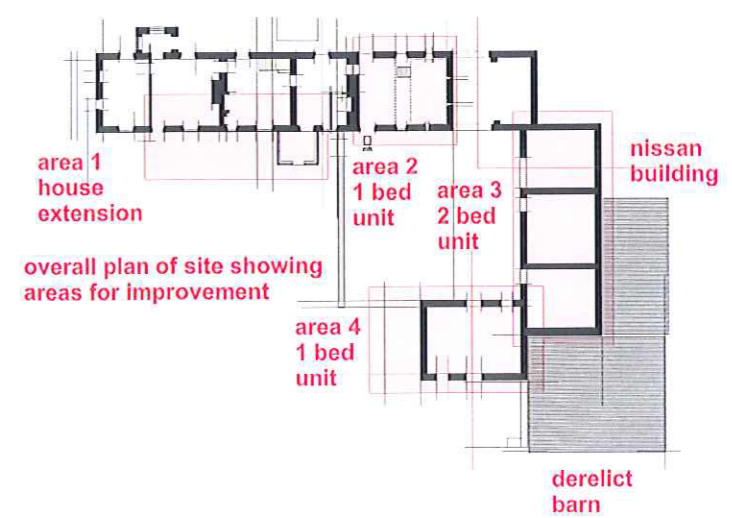 area 1
house
extension
area 2
1 bed
unit
area 3
2 bed
unit
nissan
building
overall plan of site showing
areas for improvement
area 4
1 bed
unit
derelict
barn